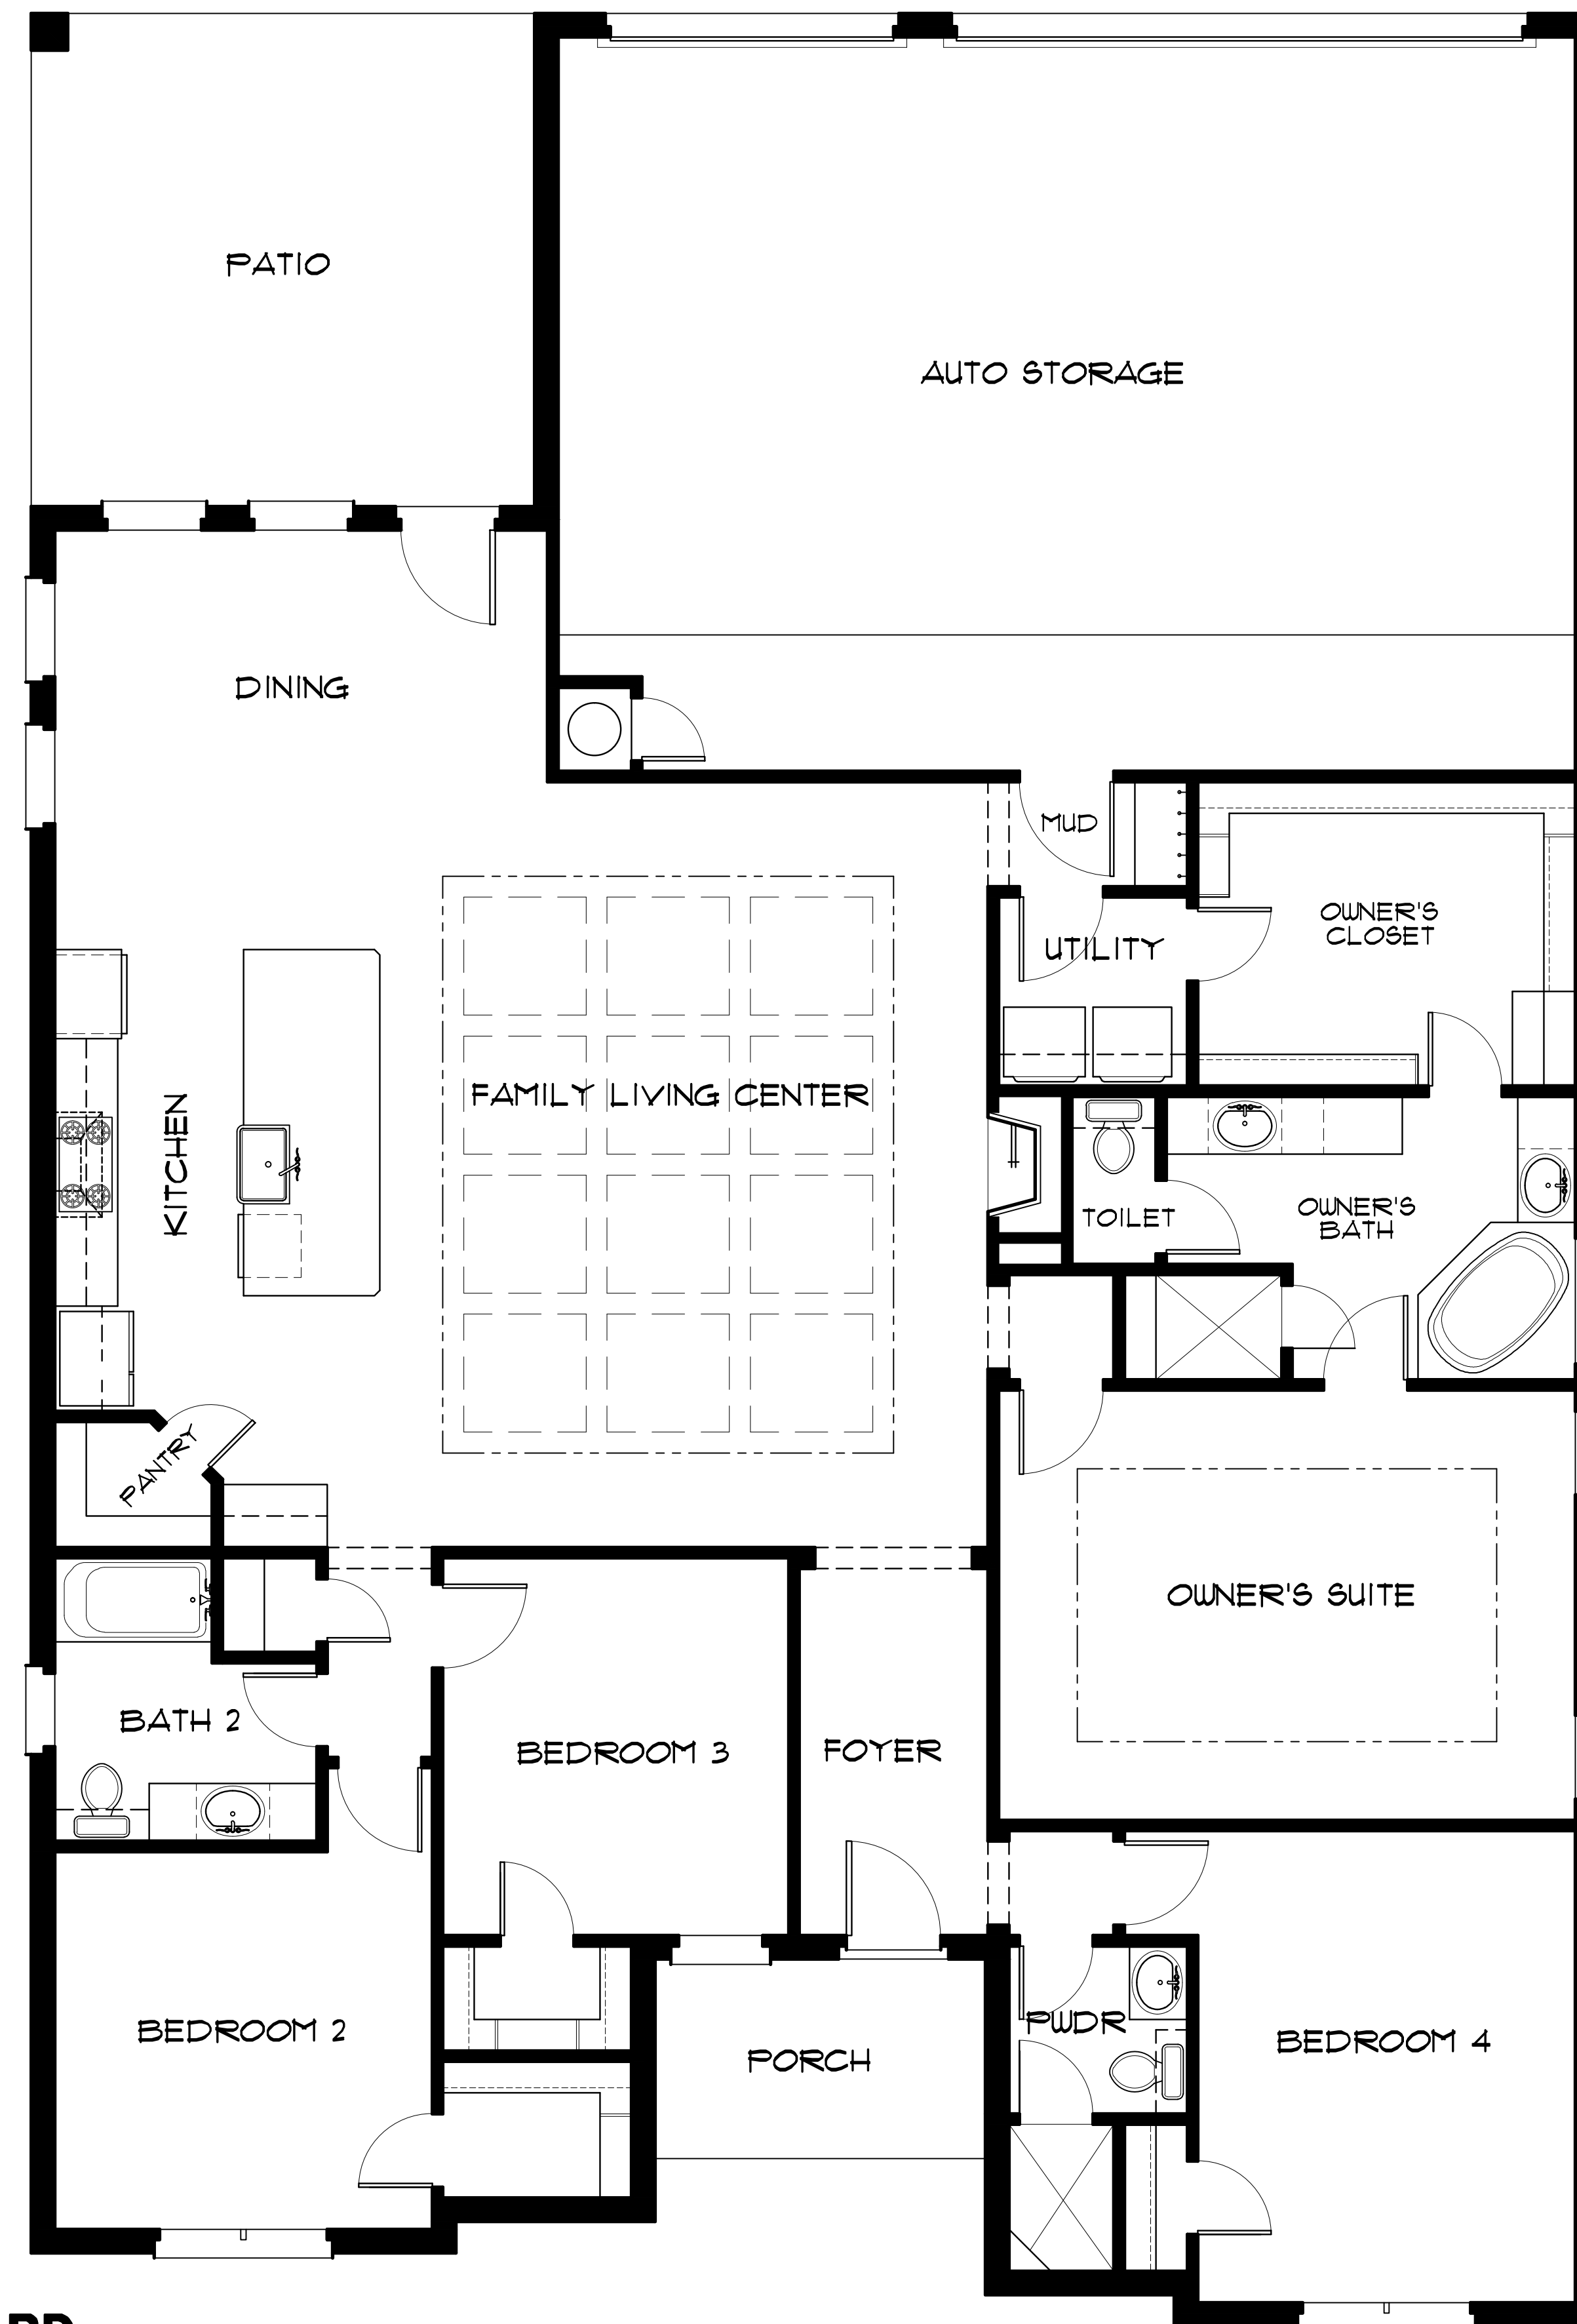 PATIO
AUTO STORAGE
DINING
MUD
OWNER'S
CLOSET
UTILITY
FAMILY LIVING CENTER
KITCHEN
TOILET
OWNER'S
BATH
PANTRY
OWNER'S SUITE
BATH 2
BEDROOM 3
FOYER
BEDROOM 2
PWDR
PORCH
BEDROOM 4